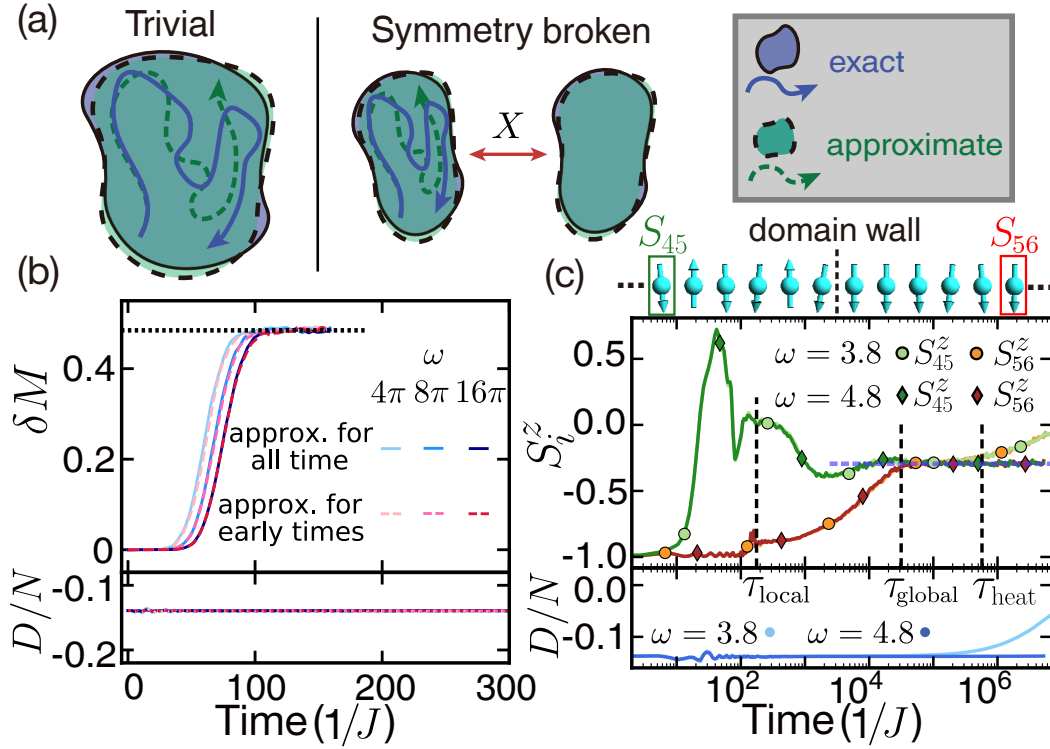 (a)
Trivial
Symmetry broken
X
exact
approximate
(b)
δM
0.4
0.2
0
ω
4π 8π 16π
approx. for
all time
approx. for
early times
D/N
-0.1
-0.2
0
100
200
300
Time (1/J)
(c)
domain wall
S₄₅
S₅₆
Sᵢᶻ
0.5
0.0
-0.5
-1.0
ω = 3.8 S₄₅ᶻ S₅₆ᶻ
ω = 4.8 S₄₅ᶻ S₅₆ᶻ
τ_local
τ_global
τ_heat
D/N
0.0
-0.1
ω = 3.8 ω = 4.8
10² 10⁴ 10⁶
Time (1/J)